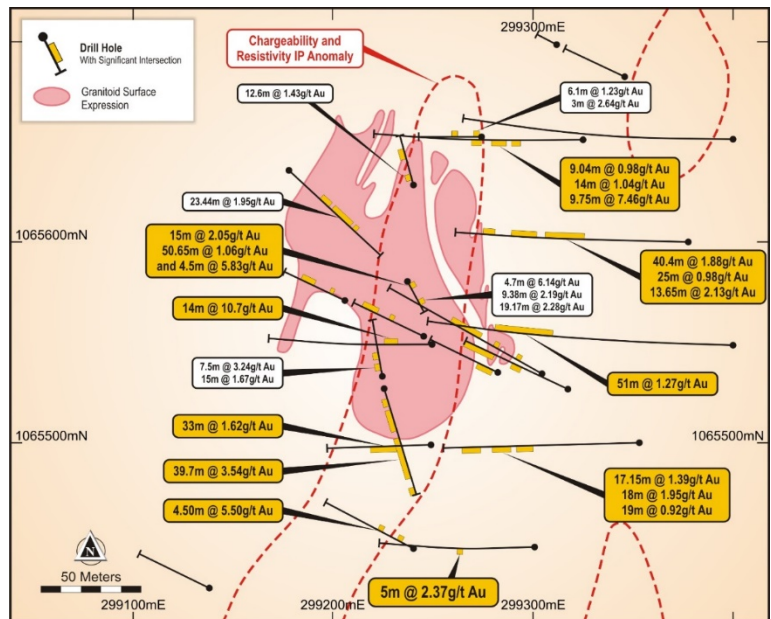 299300mE
Drill Hole
With Significant Intersection
Granitoid Surface
Expression
Chargeability and
Resistivity IP Anomaly
12.6m @ 1.43g/t Au
6.1m @ 1.23g/t Au
3m @ 2.64g/t Au
9.04m @ 0.98g/t Au
14m @ 1.04g/t Au
9.75m @ 7.46g/t Au
23.44m @ 1.95g/t Au
1065600mN
15m @ 2.05g/t Au
50.65m @ 1.06g/t Au
and 4.5m @ 5.83g/t Au
40.4m @ 1.88g/t Au
25m @ 0.98g/t Au
13.65m @ 2.13g/t Au
4.7m @ 6.14g/t Au
9.38m @ 2.19g/t Au
19.17m @ 2.28g/t Au
14m @ 10.7g/t Au
7.5m @ 3.24g/t Au
15m @ 1.67g/t Au
51m @ 1.27g/t Au
33m @ 1.62g/t Au
1065500mN
1065500mN
39.7m @ 3.54g/t Au
17.15m @ 1.39g/t Au
18m @ 1.95g/t Au
19m @ 0.92g/t Au
4.50m @ 5.50g/t Au
N
50 Meters
5m @ 2.37g/t Au
299100mE
299200mE
299300mE